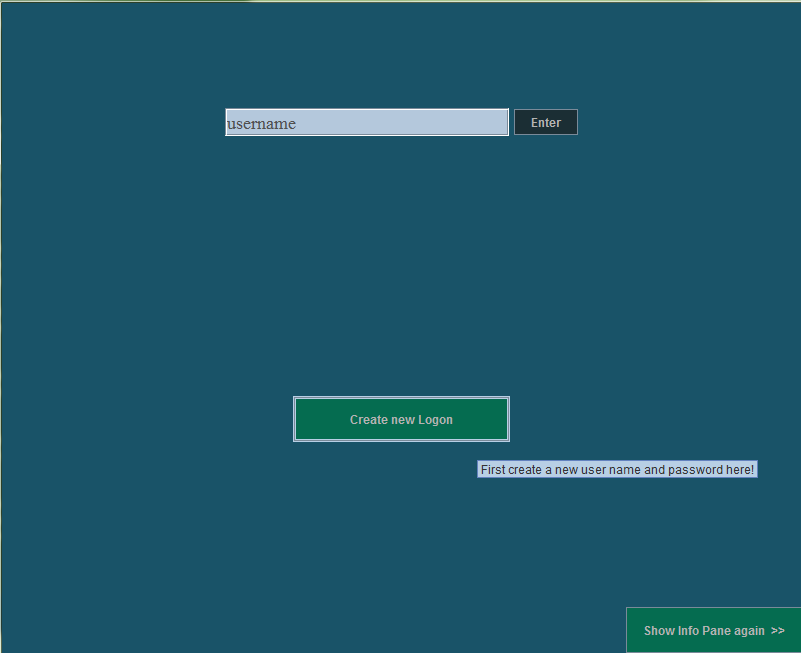 username
Enter
Create new Logon
First create a new user name and password here!
Show Info Pane again >>